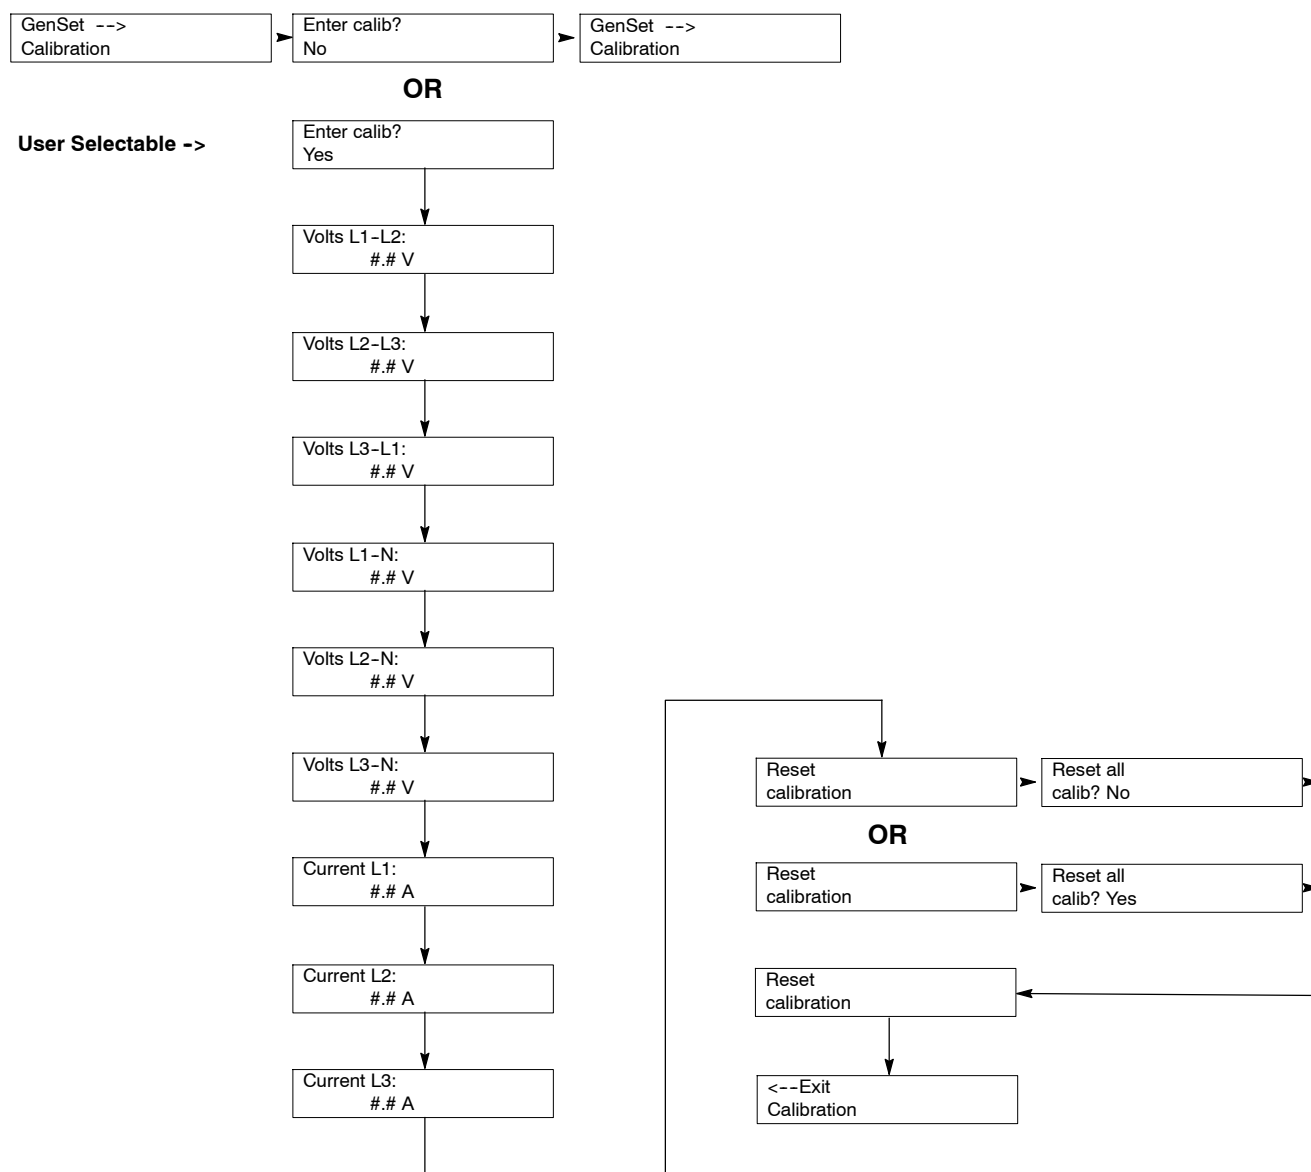 GenSet -->
Calibration
Enter calib?
No
GenSet -->
Calibration
OR
User Selectable ->
Enter calib?
Yes
Volts L1-L2:
#.# V
Volts L2-L3:
#.# V
Volts L3-L1:
#.# V
Volts L1-N:
#.# V
Volts L2-N:
#.# V
Volts L3-N:
#.# V
Current L1:
#.# A
Current L2:
#.# A
Current L3:
#.# A
Reset
calibration
Reset all
calib? No
OR
Reset
calibration
Reset all
calib? Yes
Reset
calibration
<--Exit
Calibration